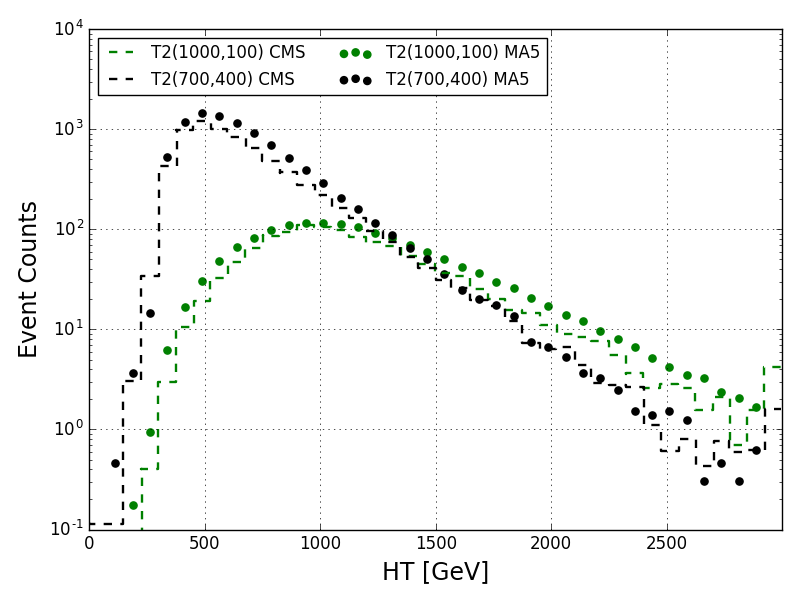 10^4
T2(1000,100) CMS T2(1000,100) MA5
T2(700,400) CMS T2(700,400) MA5
10^3
10^2
10^1
10^0
10^-1
Event Counts
0 500 1000 1500 2000 2500
HT [GeV]